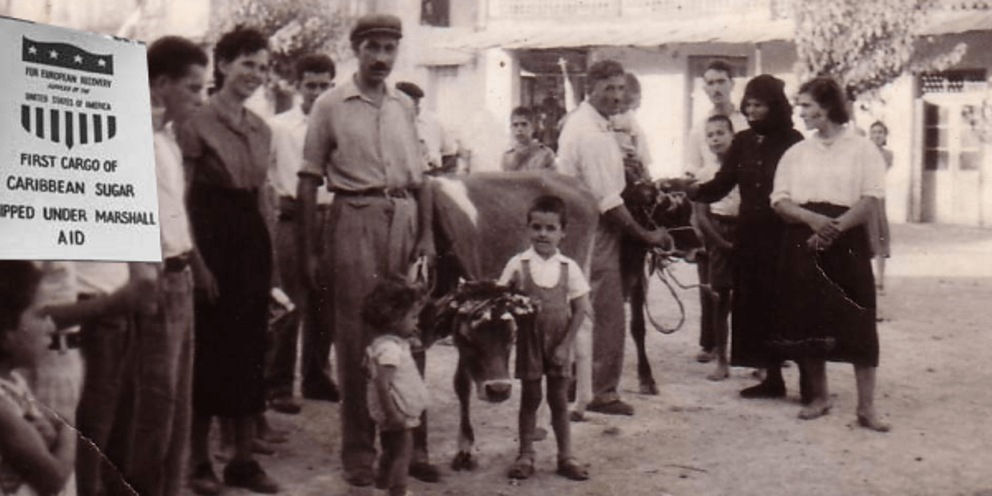 FOR EUROPEAN RECOVERY
SUPPLIED BY THE
UNITED STATES OF AMERICA
FIRST CARGO OF
CARIBBEAN SUGAR
IPPED UNDER MARSHALL
AID